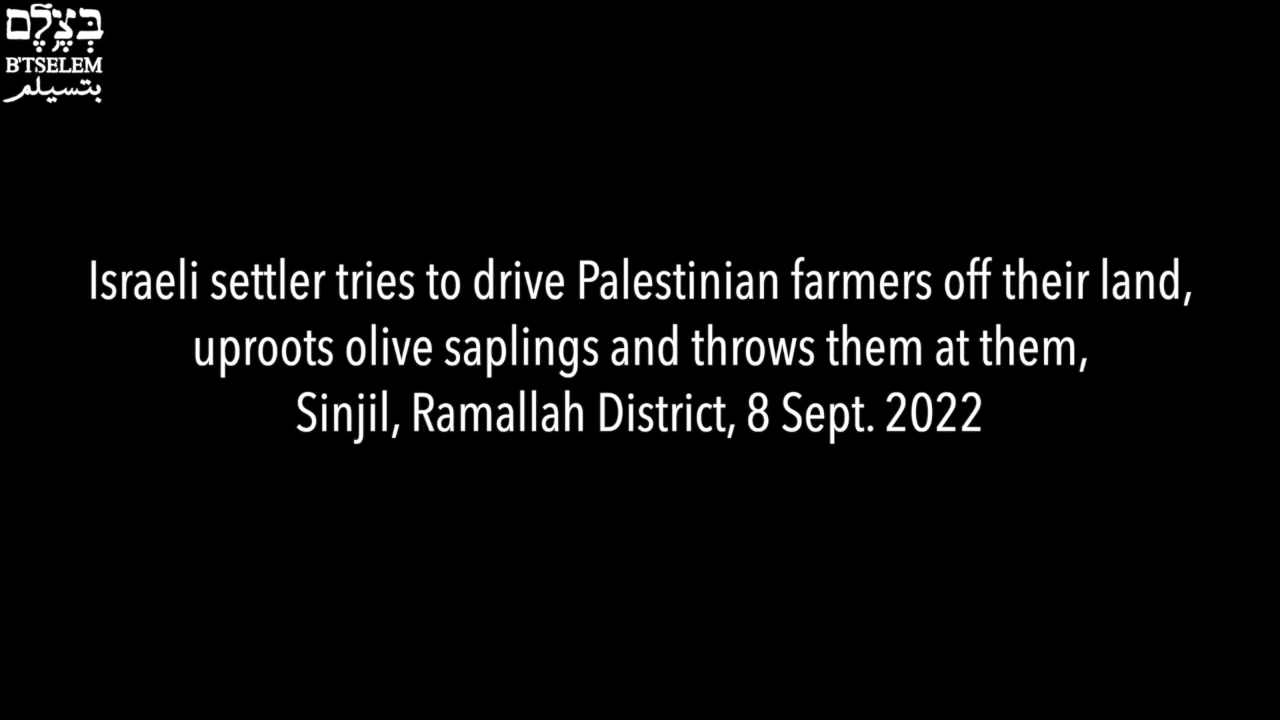 בְּצֶלֶם
B'TSELEM
بتسيلم
Israeli settler tries to drive Palestinian farmers off their land,
uproots olive saplings and throws them at them,
Sinjil, Ramallah District, 8 Sept. 2022